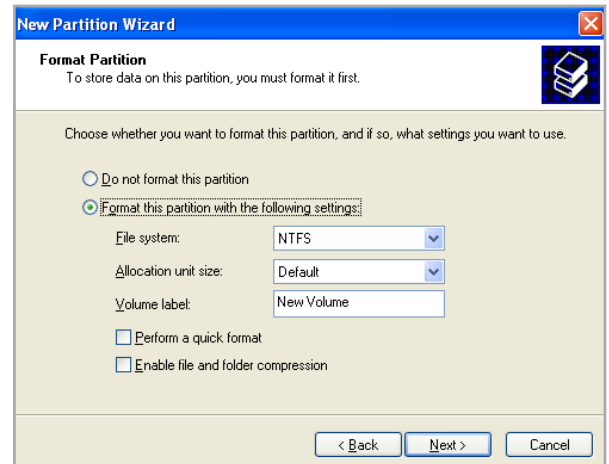 New Partition Wizard
Format Partition
To store data on this partition, you must format it first.
Choose whether you want to format this partition, and if so, what settings you want to use.
Do not format this partition
Format this partition with the following settings:
File system: NTFS
Allocation unit size: Default
Volume label: New Volume
Perform a quick format
Enable file and folder compression
< Back Next > Cancel